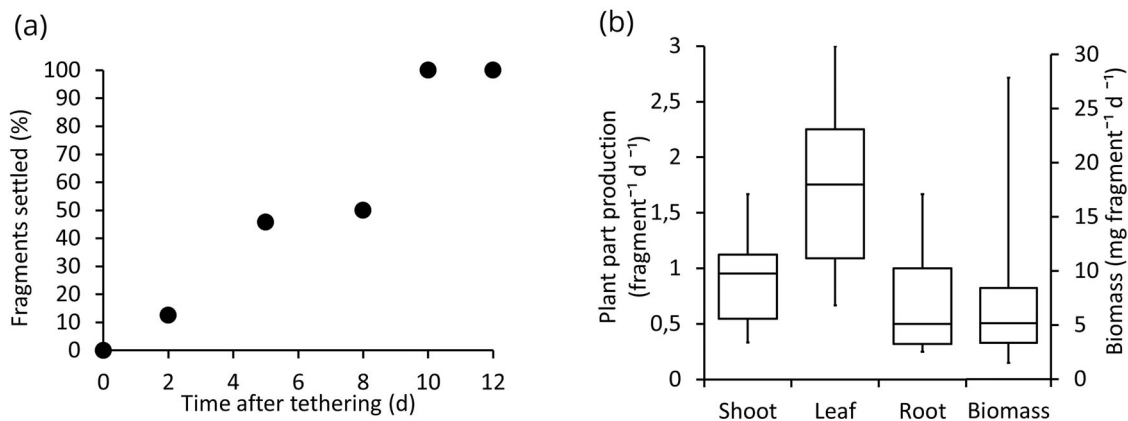 (a)
Fragments settled (%)
100
90
80
70
60
50
40
30
20
10
0
0 2 4 6 8 10 12
Time after tethering (d)
(b)
Plant part production
(fragment⁻¹ d ⁻¹)
3
2,5
2
1,5
1
0,5
0
Shoot Leaf Root Biomass
30
25
20
15
10
5
0
Biomass (mg fragment⁻¹ d ⁻¹)